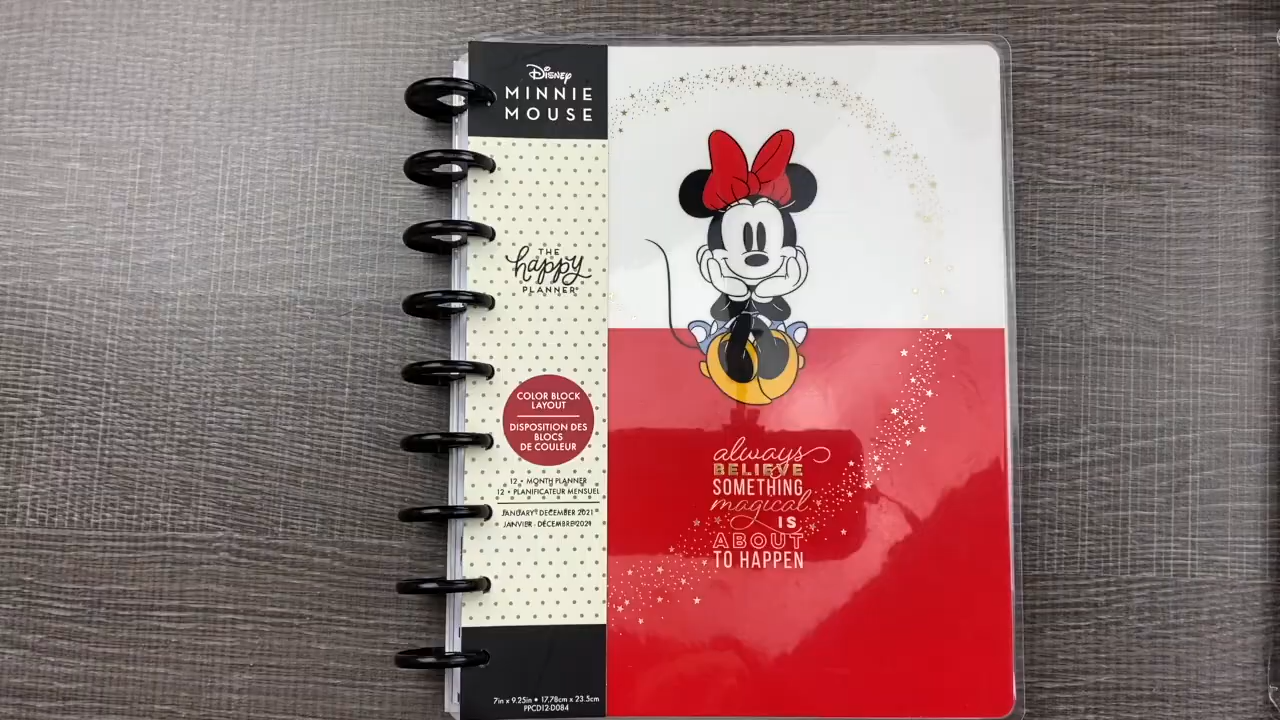 Disney
MINNIE
MOUSE
THE
happy
PLANNER®
COLOR BLOCK
LAYOUT
DISPOSITION DES
BLOCS
DE COULEUR
12 • MONTH PLANNER
12 • PLANIFICATEUR MENSUEL
JANUARY - DECEMBER 2021
JANVIER - DÉCEMBRE 2021
7in x 9.25in • 17.78cm x 23.5cm
PPCD12-D084
always
BELIEVE
SOMETHING
magical
IS
ABOUT
TO HAPPEN